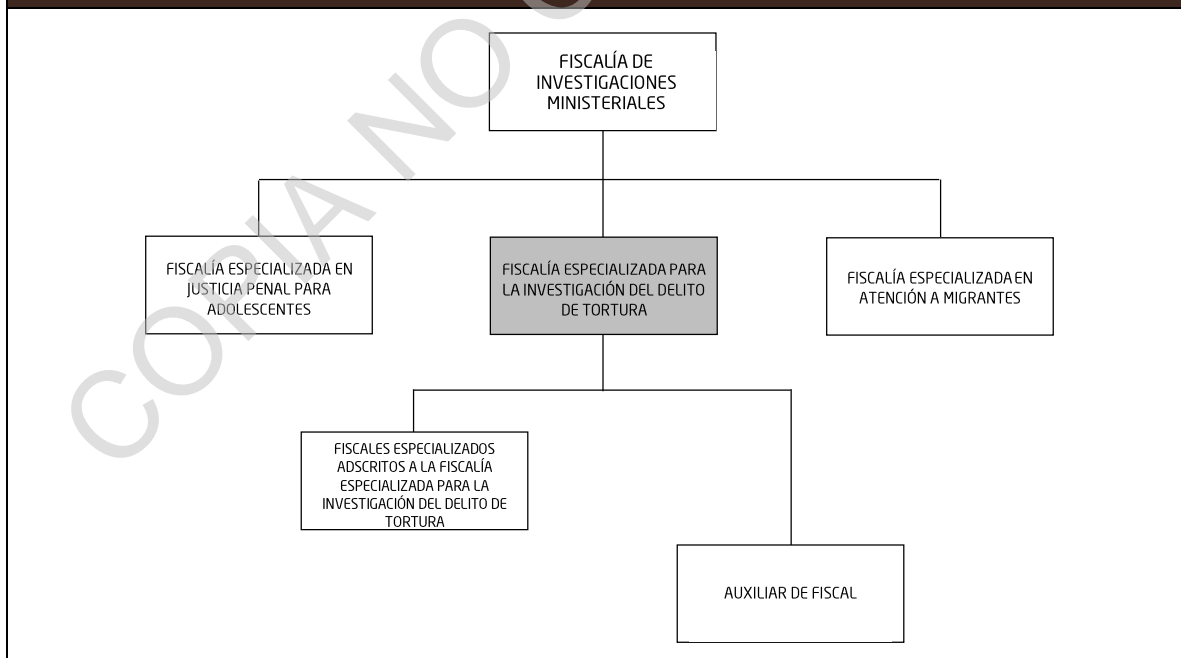 FISCALÍA DE
INVESTIGACIONES
MINISTERIALES
FISCALÍA ESPECIALIZADA EN
JUSTICIA PENAL PARA
ADOLESCENTES
FISCALÍA ESPECIALIZADA PARA
LA INVESTIGACIÓN DEL DELITO
DE TORTURA
FISCALÍA ESPECIALIZADA EN
ATENCIÓN A MIGRANTES
FISCALES ESPECIALIZADOS
ADSCRITOS A LA FISCALÍA
ESPECIALIZADA PARA LA
INVESTIGACIÓN DEL DELITO DE
TORTURA
AUXILIAR DE FISCAL
COPIA NO